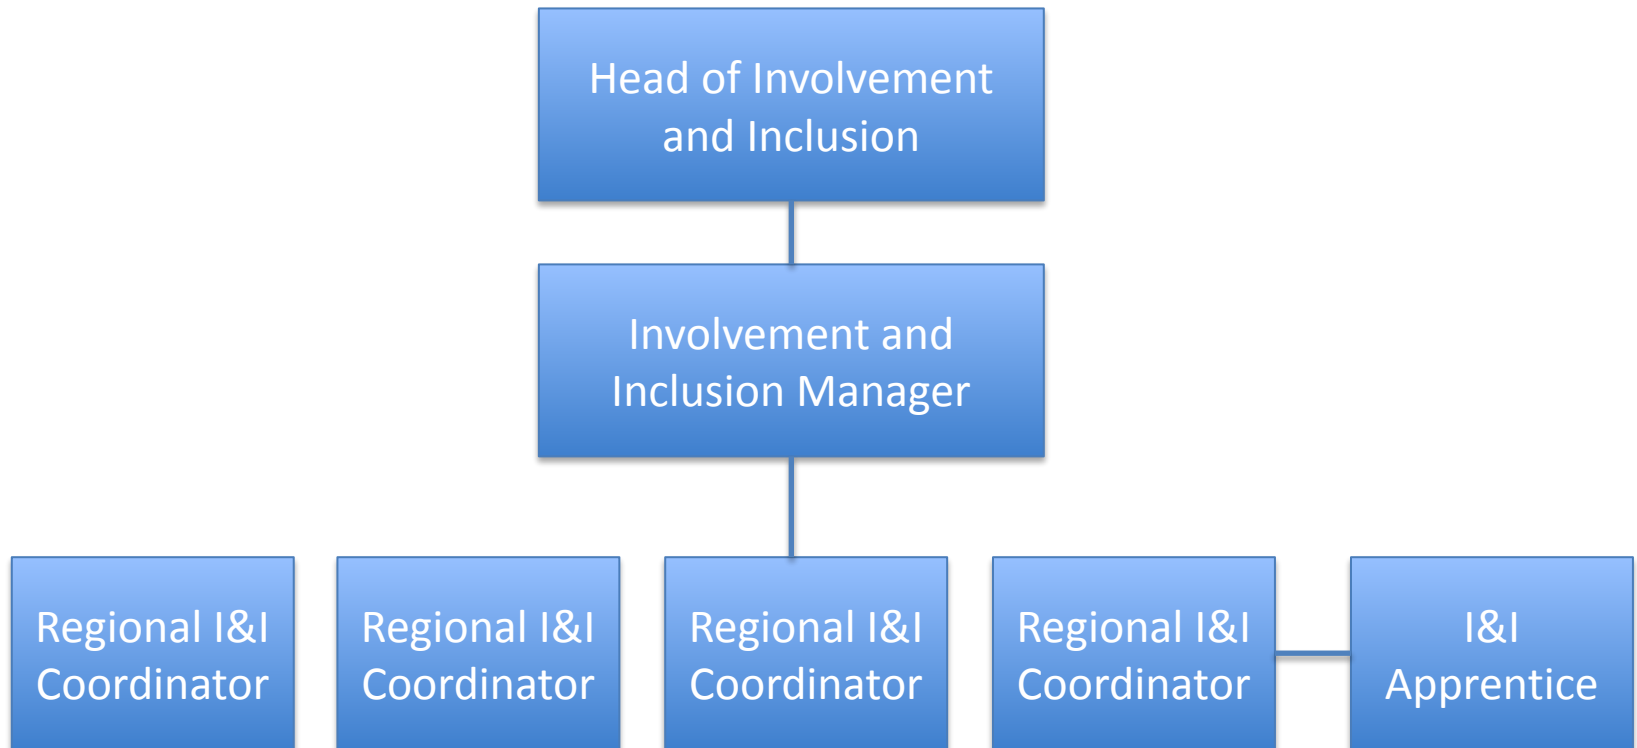 Head of Involvement
and Inclusion
Involvement and
Inclusion Manager
Regional I&I
Coordinator
Regional I&I
Coordinator
Regional I&I
Coordinator
Regional I&I
Coordinator
I&I
Apprentice